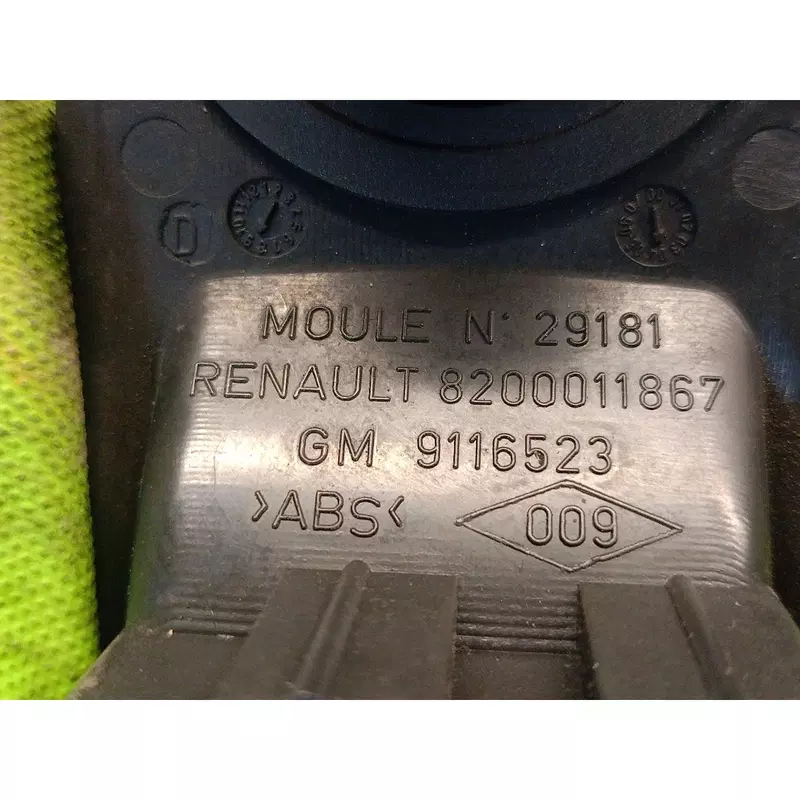 D
MOULE N° 29181
RENAULT 8200011867
GM 9116523
>ABS<
009